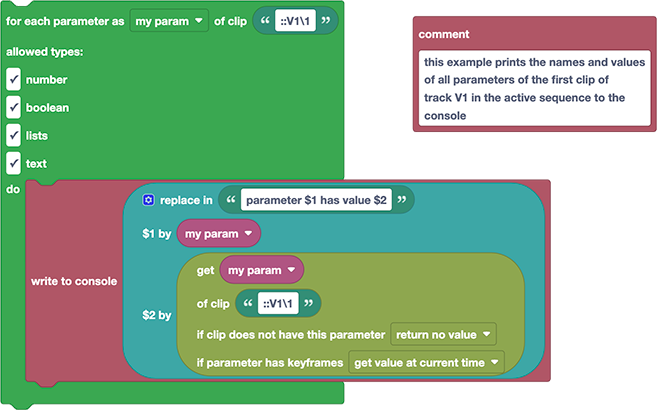 for each parameter as my param ▾ of clip “ ::V1\1 ”
allowed types:
✓ number
✓ boolean
✓ lists
✓ text
do
write to console
replace in “ parameter $1 has value $2 ”
$1 by my param ▾
$2 by
get my param ▾
of clip “ ::V1\1 ”
if clip does not have this parameter return no value ▾
if parameter has keyframes get value at current time ▾
comment
this example prints the names and values
of all parameters of the first clip of
track V1 in the active sequence to the
console